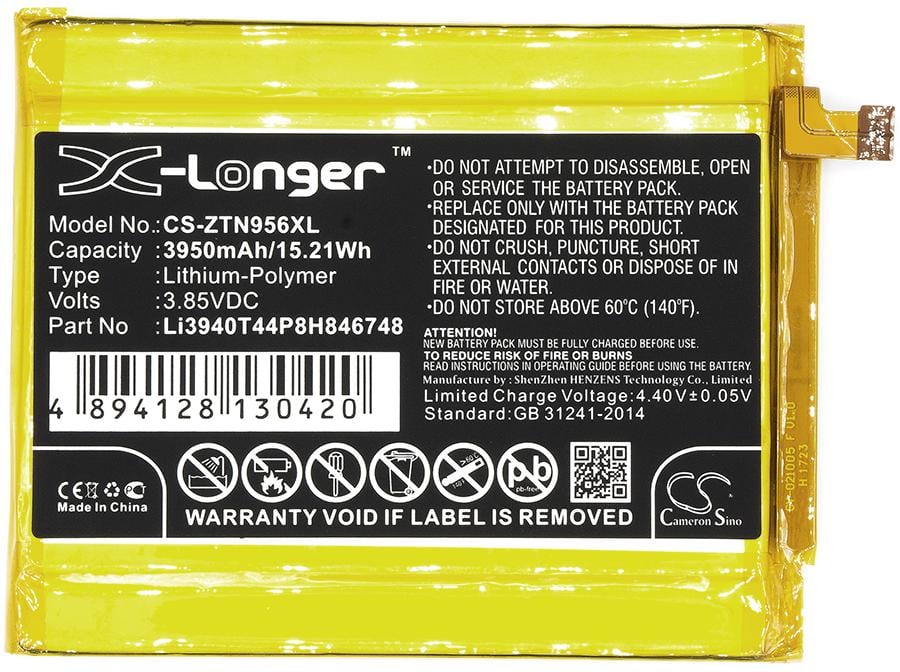 X-Longer™
Model No.: CS-ZTN956XL
Capacity :3950mAh/15.21Wh
Type :Lithium-Polymer
Volts :3.85VDC
Part No :Li3940T44P8H846748
4 894128 130420
·DO NOT ATTEMPT TO DISASSEMBLE, OPEN
OR SERVICE THE BATTERY PACK.
·REPLACE ONLY WITH THE BATTERY PACK
DESIGNATED FOR THIS PRODUCT.
·DO NOT CRUSH, PUNCTURE, SHORT
EXTERNAL CONTACTS OR DISPOSE OF IN
FIRE OR WATER.
·DO NOT STORE ABOVE 60°C (140°F).
ATTENTION!
NEW BATTERY PACK MUST BE FULLY CHARGED BEFORE USE.
TO REDUCE RISK OF FIRE OR BURNS
READ INSTRUCTIONS IN OPERATING GUIDE BEFORE USING THE BATTERY.
Manufacture by : ShenZhen HENZENS Technology Co., Limited
Limited Charge Voltage:4.40V±0.05V
Standard:GB 31241-2014
CE
Made In China
pb
pb-free
CS
Cameron Sino
WARRANTY VOID IF LABEL IS REMOVED